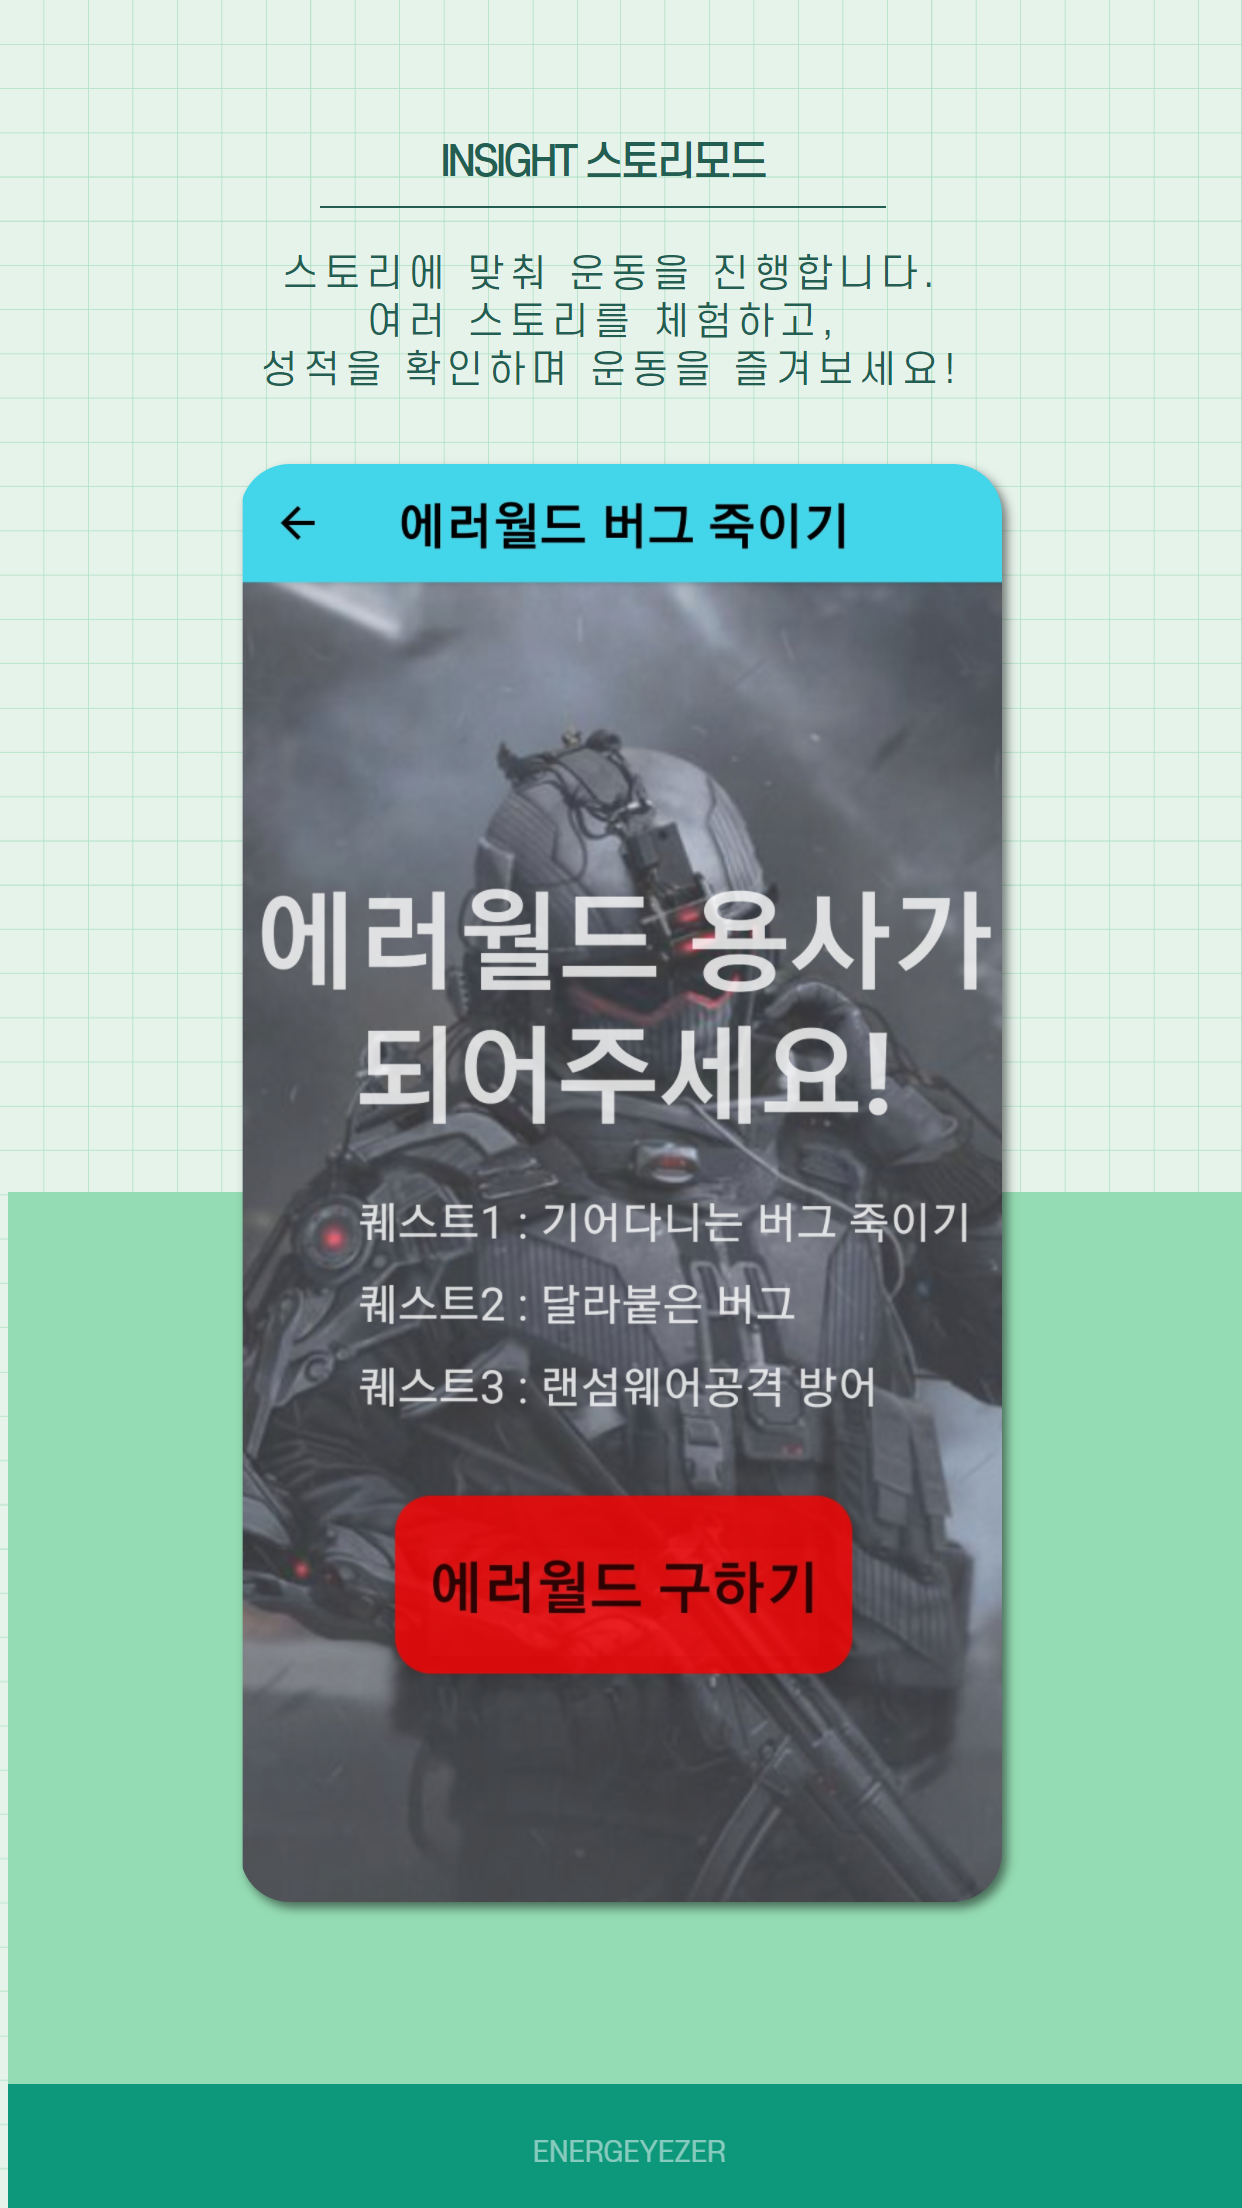 INSIGHT 스토리모드
스토리에 맞춰 운동을 진행합니다.
여러 스토리를 체험하고,
성적을 확인하며 운동을 즐겨보세요!
에러월드 버그 죽이기
에러월드 용사가
되어주세요!
퀘스트1 : 기어다니는 버그 죽이기
퀘스트2 : 달라붙은 버그
퀘스트3 : 랜섬웨어공격 방어
에러월드 구하기
ENERGEYEZER